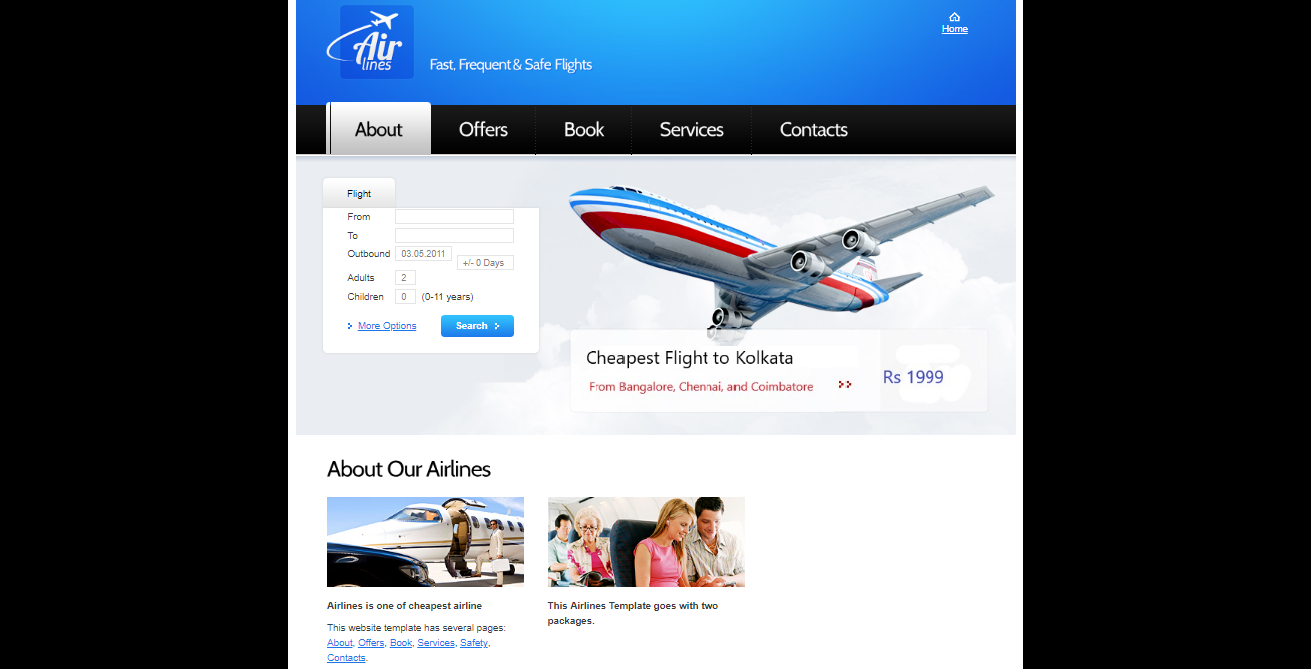 Home
Air
lines
Fast, Frequent & Safe Flights
About
Offers
Book
Services
Contacts
Flight
From
To
Outbound 03.05.2011 +/- 0 Days
Adults 2
Children 0 (0-11 years)
More Options
Search
Cheapest Flight to Kolkata
From Bangalore, Chennai, and Coimbatore
Rs 1999
About Our Airlines
Airlines is one of cheapest airline
This website template has several pages:
About, Offers, Book, Services, Safety,
Contacts.
This Airlines Template goes with two
packages.